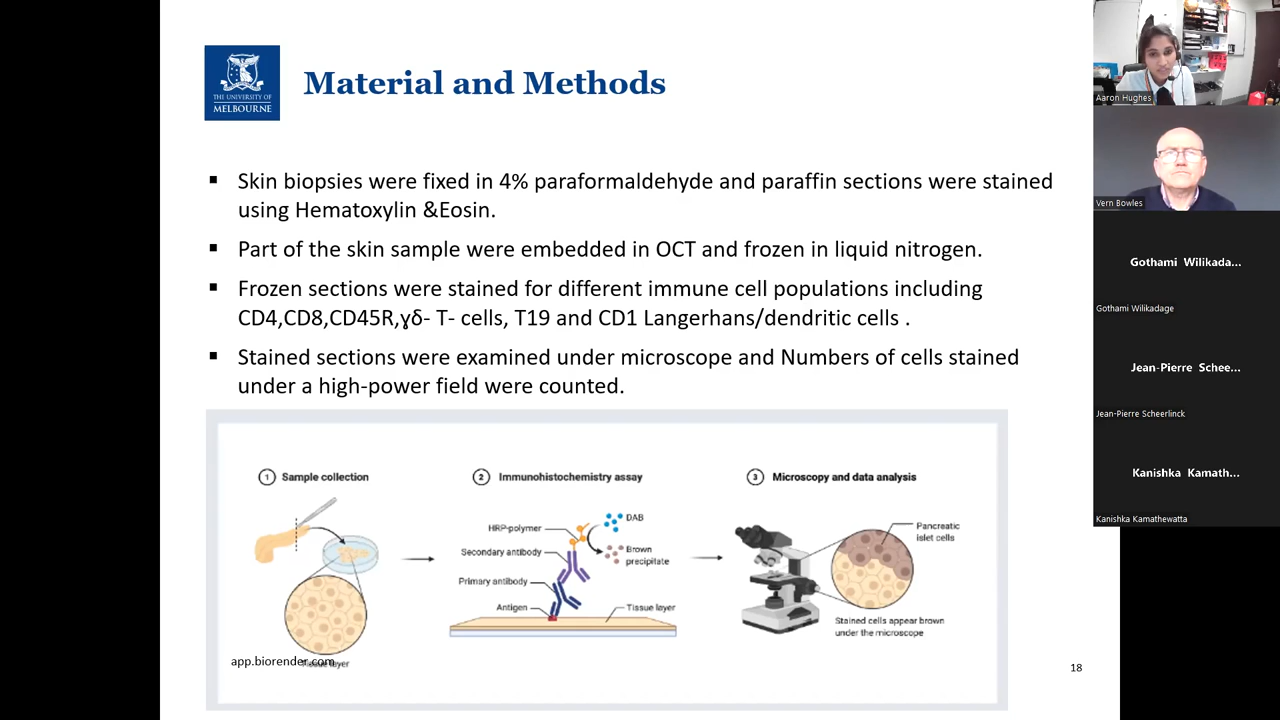 THE UNIVERSITY OF
MELBOURNE
Material and Methods
▪ Skin biopsies were fixed in 4% paraformaldehyde and paraffin sections were stained
using Hematoxylin &Eosin.
▪ Part of the skin sample were embedded in OCT and frozen in liquid nitrogen.
▪ Frozen sections were stained for different immune cell populations including
CD4,CD8,CD45R,γδ- T- cells, T19 and CD1 Langerhans/dendritic cells .
▪ Stained sections were examined under microscope and Numbers of cells stained
under a high-power field were counted.
1 Sample collection
2 Immunohistochemistry assay
3 Microscopy and data analysis
HRP-polymer
DAB
Secondary antibody
Brown
precipitate
Primary antibody
Antigen
Tissue layer
Pancreatic
islet cells
Stained cells appear brown
under the microscope
Tissue layer
app.biorender.com
18
Aaron Hughes
Vern Bowles
Gothami Wilikada...
Gothami Wilikadage
Jean-Pierre Schee...
Jean-Pierre Scheerlinck
Kanishka Kamath...
Kanishka Kamathewatta